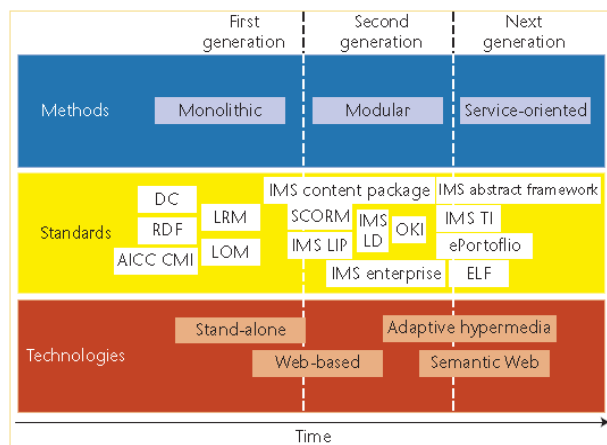 First generation
Second generation
Next generation
Methods
Monolithic
Modular
Service-oriented
Standards
DC
RDF
AICC CMI
LRM
LOM
IMS content package
SCORM
IMS LIP
IMS LD
OKI
IMS enterprise
IMS abstract framework
IMS TI
ePortoflio
ELF
Technologies
Stand-alone
Web-based
Adaptive hypermedia
Semantic Web
Time